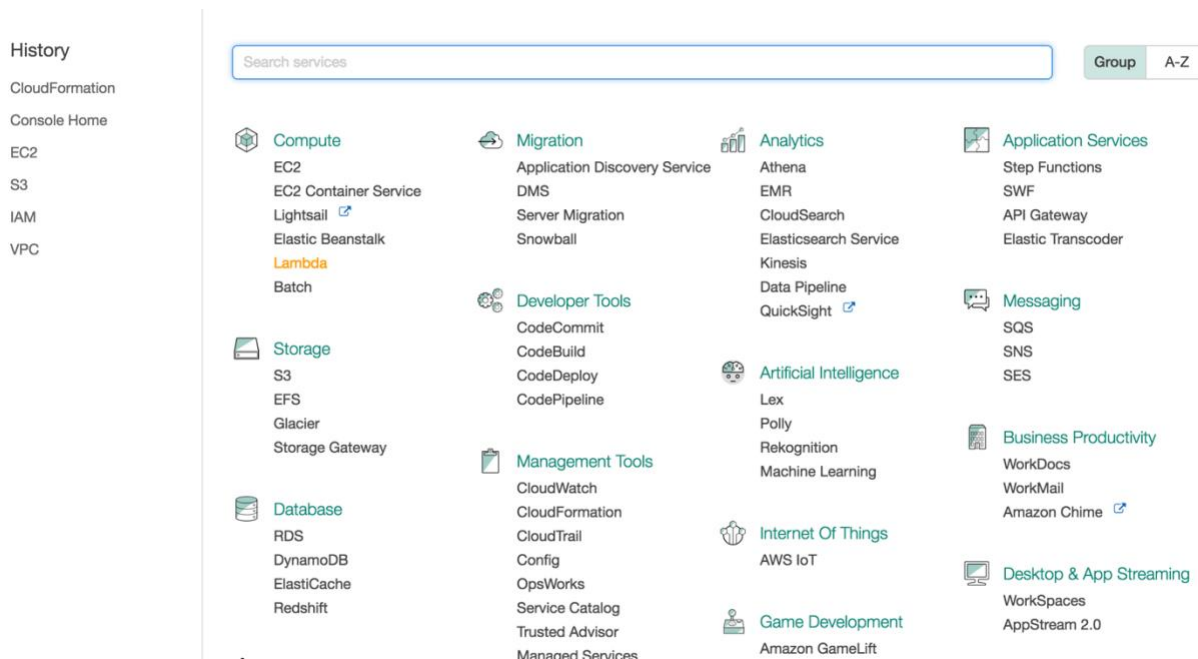 History
CloudFormation
Console Home
EC2
S3
IAM
VPC
Search services
Group
A-Z
Compute
EC2
EC2 Container Service
Lightsail
Elastic Beanstalk
Lambda
Batch
Storage
S3
EFS
Glacier
Storage Gateway
Database
RDS
DynamoDB
ElastiCache
Redshift
Migration
Application Discovery Service
DMS
Server Migration
Snowball
Developer Tools
CodeCommit
CodeBuild
CodeDeploy
CodePipeline
Management Tools
CloudWatch
CloudFormation
CloudTrail
Config
OpsWorks
Service Catalog
Trusted Advisor
Managed Services
Analytics
Athena
EMR
CloudSearch
Elasticsearch Service
Kinesis
Data Pipeline
QuickSight
Artificial Intelligence
Lex
Polly
Rekognition
Machine Learning
Internet Of Things
AWS IoT
Game Development
Amazon GameLift
Application Services
Step Functions
SWF
API Gateway
Elastic Transcoder
Messaging
SQS
SNS
SES
Business Productivity
WorkDocs
WorkMail
Amazon Chime
Desktop & App Streaming
WorkSpaces
AppStream 2.0